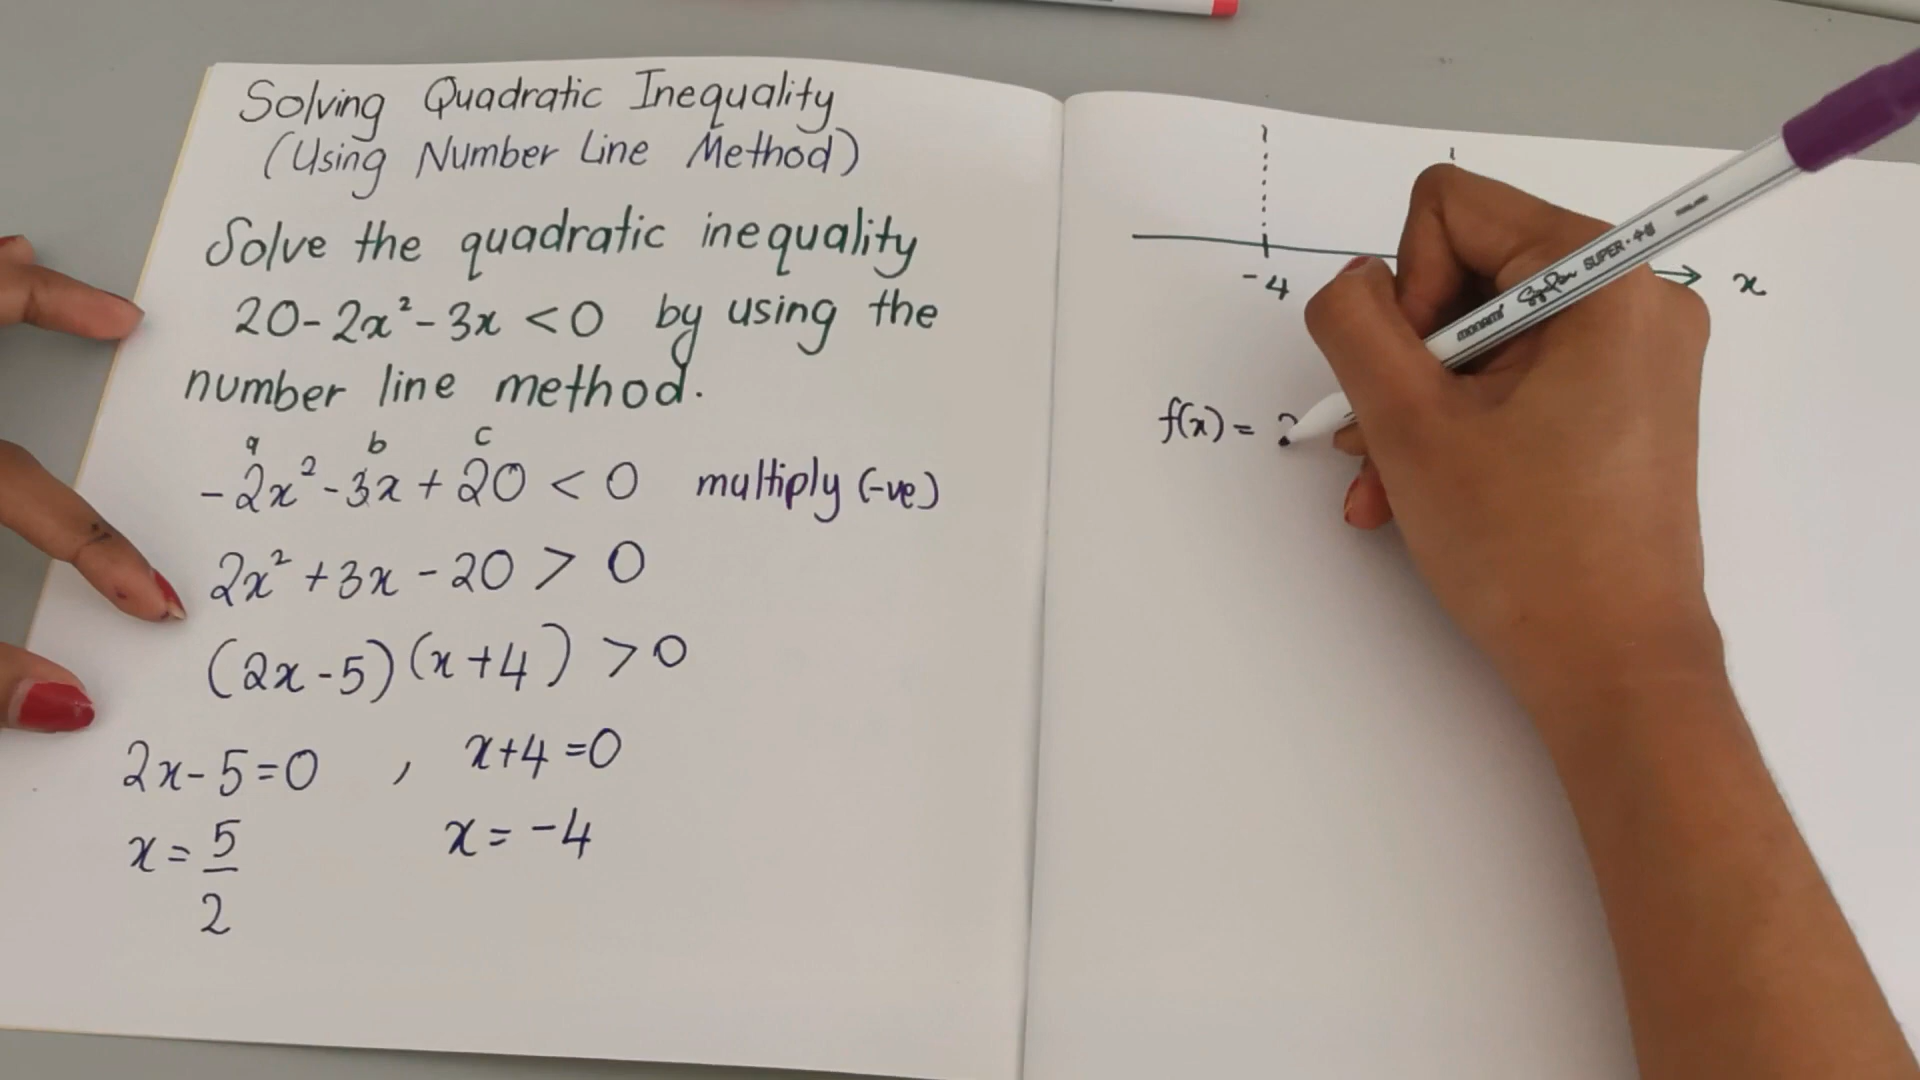 Solving Quadratic Inequality
(Using Number Line Method)
Solve the quadratic inequality
20 - 2x² - 3x < 0 by using the
number line method.
a b c
-2x² - 3x + 20 < 0 multiply (-ve)
2x² + 3x - 20 > 0
(2x - 5)(x + 4) > 0
2x - 5 = 0 , x + 4 = 0
x = 5/2 x = -4
-4 x
f(x) =
monami SUPER